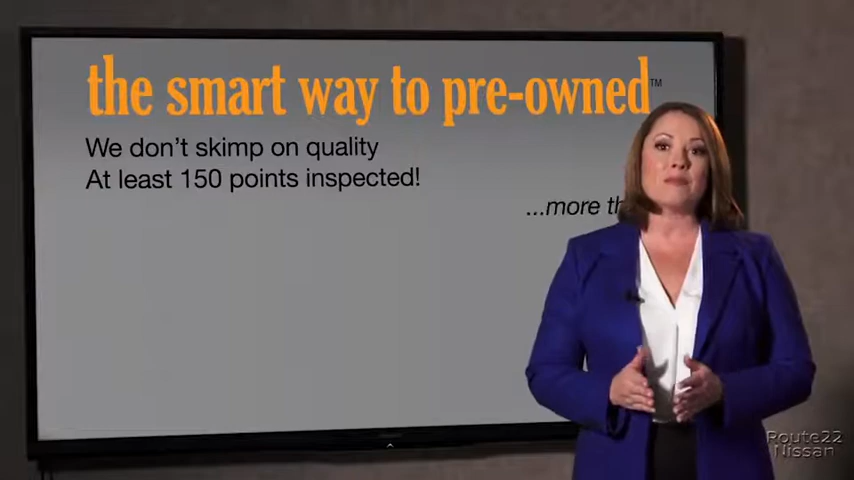 the smart way to pre-owned™
We don't skimp on quality
At least 150 points inspected!
...more
Route22
Nissan